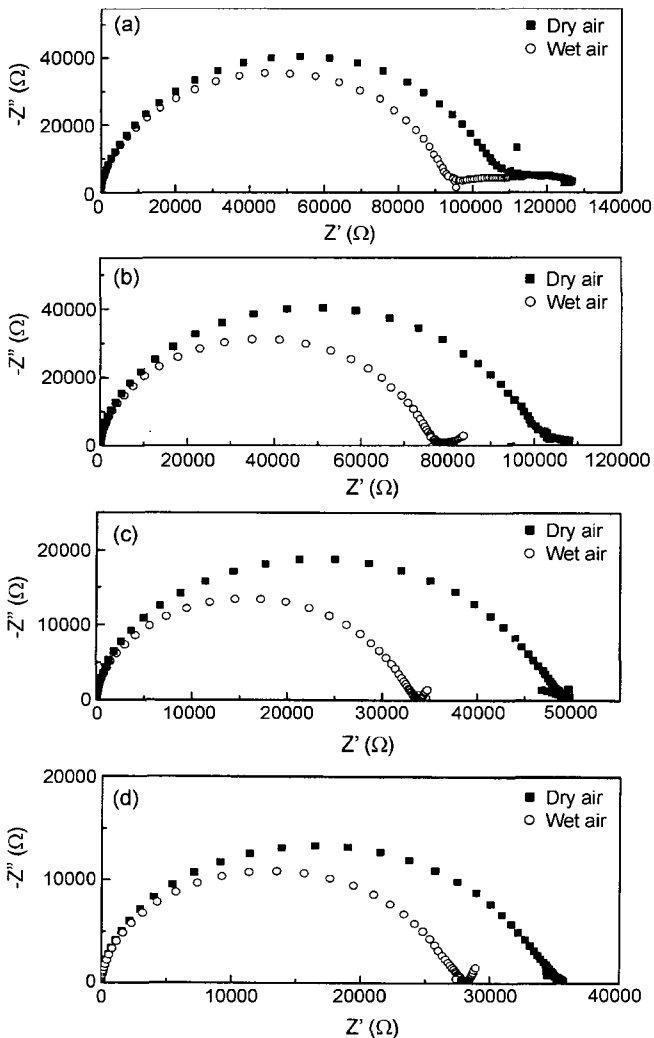 (a)
Dry air
Wet air
-Z" (Ω)
40000
20000
0
0 20000 40000 60000 80000 100000 120000 140000
Z' (Ω)
(b)
Dry air
Wet air
-Z" (Ω)
40000
20000
0
0 20000 40000 60000 80000 100000 120000
Z' (Ω)
(c)
Dry air
Wet air
-Z" (Ω)
20000
10000
0
0 10000 20000 30000 40000 50000
Z' (Ω)
(d)
Dry air
Wet air
-Z" (Ω)
20000
10000
0
0 10000 20000 30000 40000
Z' (Ω)